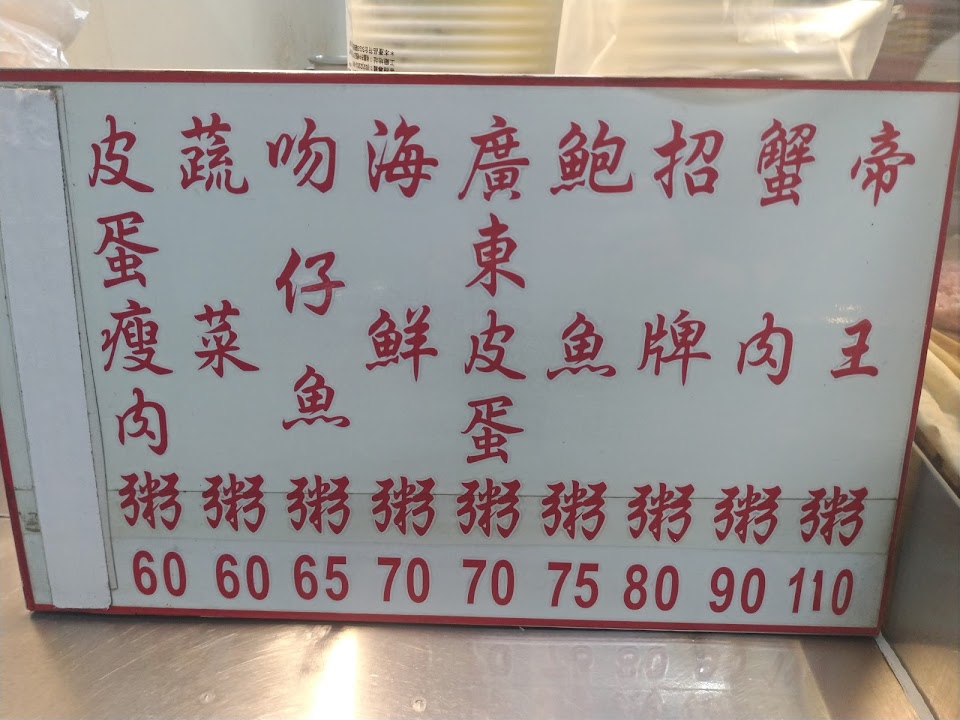 帝王粥 110
蟹肉粥 90
招牌粥 80
鮑魚粥 75
廣東皮蛋粥 70
海鮮粥 70
吻仔魚粥 65
蔬菜粥 60
皮蛋瘦肉粥 60